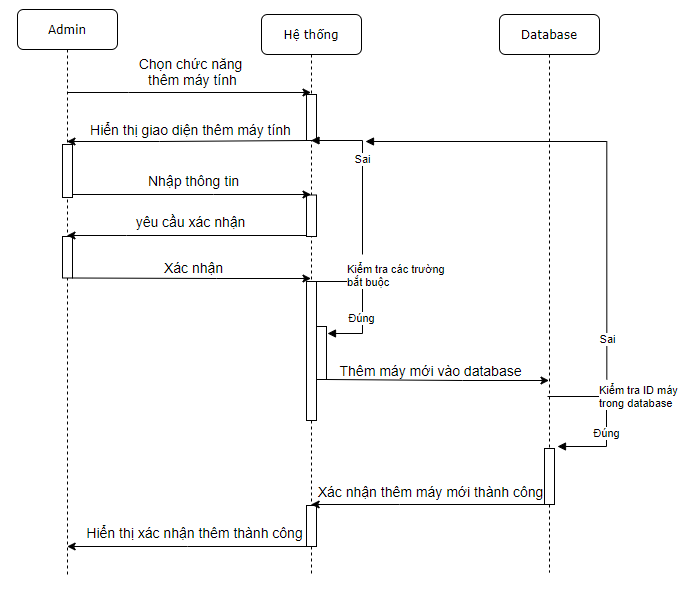 Admin
Hệ thống
Database
Chọn chức năng
thêm máy tính
Hiển thị giao diện thêm máy tính
Sai
Nhập thông tin
yêu cầu xác nhận
Xác nhận
Kiểm tra các trường
bắt buộc
Đúng
Sai
Thêm máy mới vào database
Kiểm tra ID máy
trong database
Đúng
Xác nhận thêm máy mới thành công
Hiển thị xác nhận thêm thành công